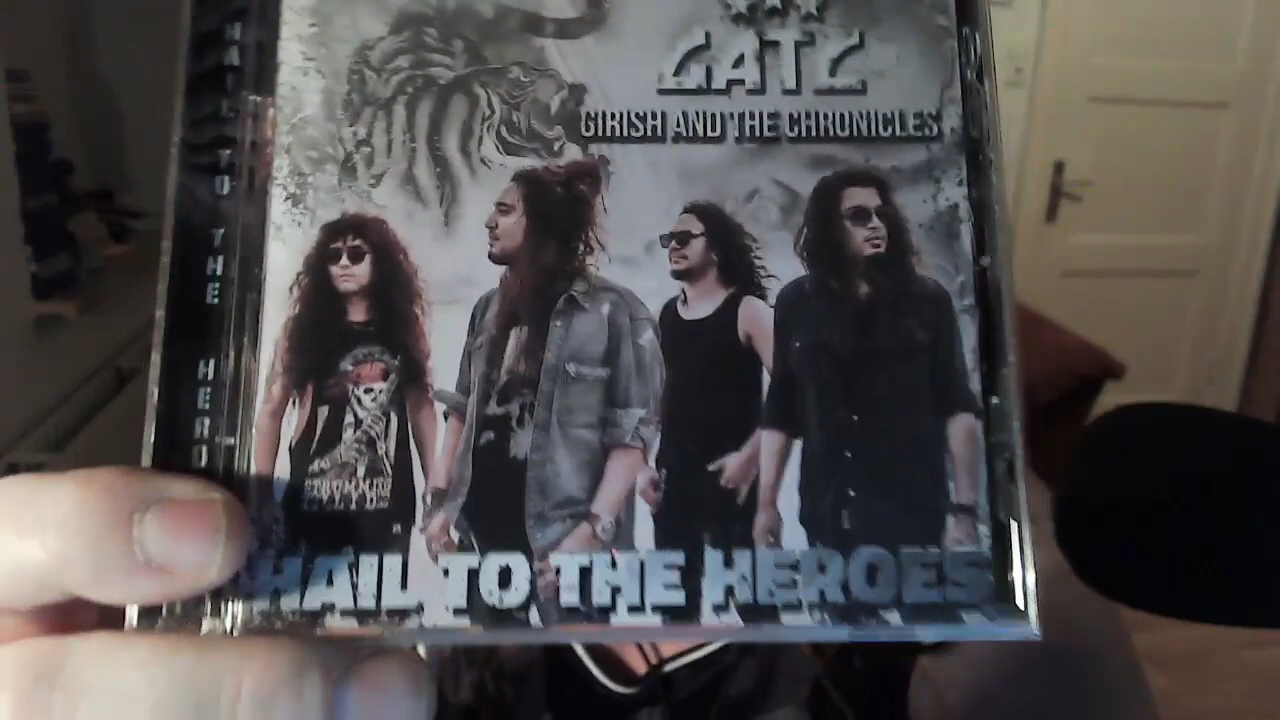 GATC
GIRISH AND THE CHRONICLES
HAIL TO THE HEROES
HAIL TO THE HERO